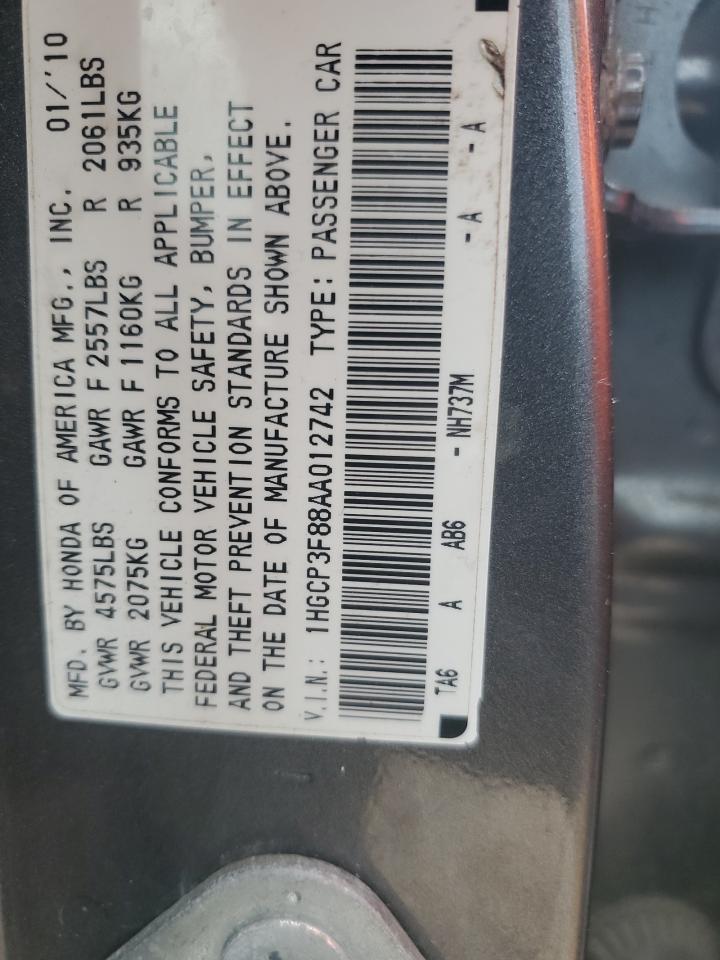 MFD. BY HONDA OF AMERICA MFG., INC. 01/'10
GVWR 4575LBS GAWR F 2557LBS R 2061LBS
GVWR 2075KG GAWR F 1160KG R 935KG
THIS VEHICLE CONFORMS TO ALL APPLICABLE
FEDERAL MOTOR VEHICLE SAFETY, BUMPER,
AND THEFT PREVENTION STANDARDS IN EFFECT
ON THE DATE OF MANUFACTURE SHOWN ABOVE.
V.I.N.: 1HGCP3F88AA012742 TYPE: PASSENGER CAR
TA6 A AB6 - NH737M - A - A